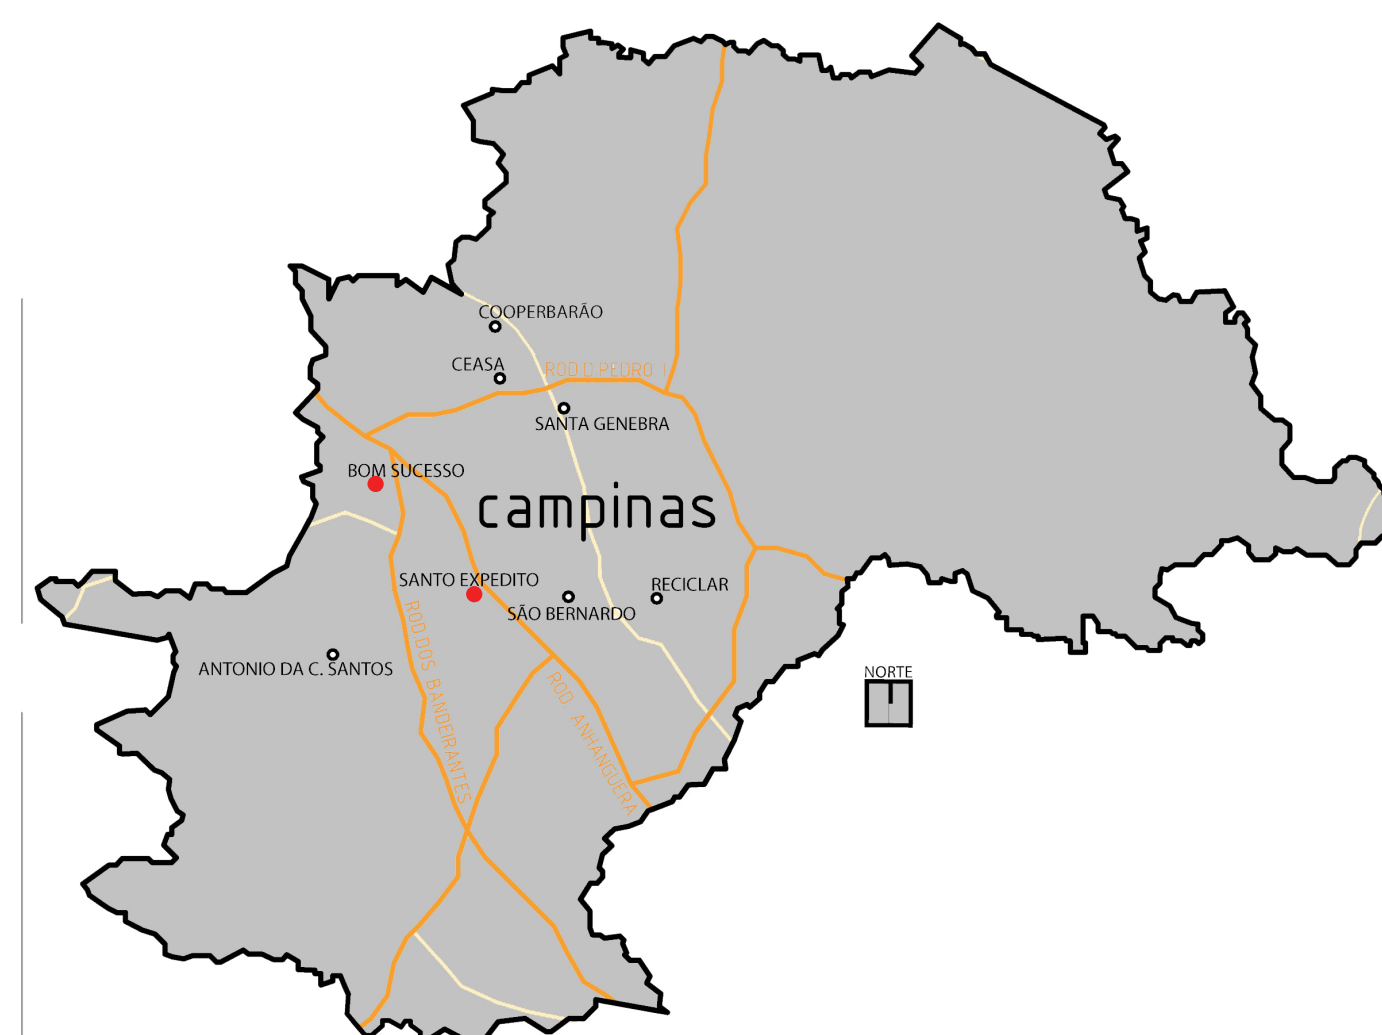 COOPERBARÃO
CEASA
ROD D.PEDRO I
SANTA GENEBRA
BOM SUCESSO
campinas
SANTO EXPEDITO
RECICLAR
SÃO BERNARDO
ROD.DOS BANDEIRANTES
ANTONIO DA C. SANTOS
ROD. ANHANGUERA
NORTE